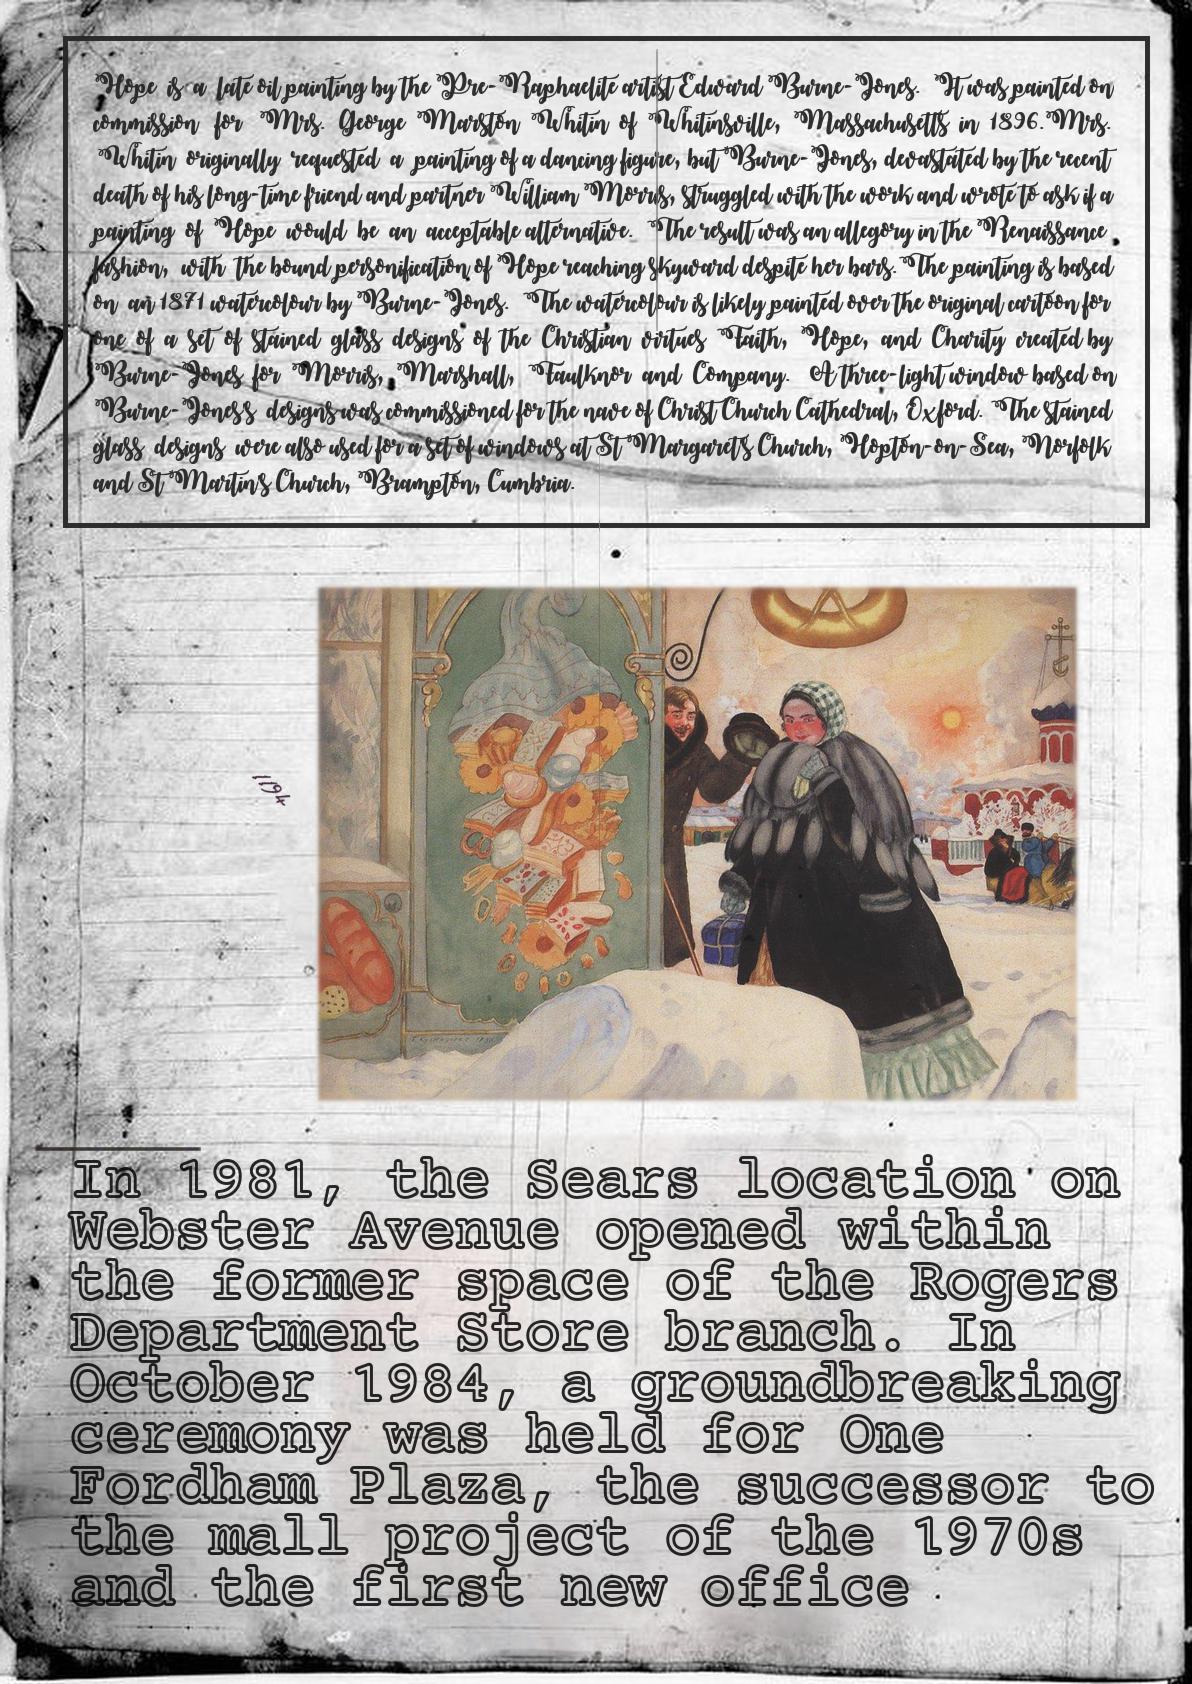 Hope is a late oil painting by the Pre-Raphaelite artist Edward Burne-Jones. It was painted on
commission for Mrs. George Marston Whitin of Whitinsville, Massachusetts in 1896. Mrs.
Whitin originally requested a painting of a dancing figure, but Burne-Jones, devastated by the recent
death of his long-time friend and partner William Morris, struggled with the work and wrote to ask if a
painting of Hope would be an acceptable alternative. The result was an allegory in the Renaissance
fashion, with the bound personification of Hope reaching skyward despite her bars. The painting is based
on an 1871 watercolour by Burne-Jones. The watercolour is likely painted over the original cartoon for
one of a set of stained glass designs of the Christian virtues Faith, Hope, and Charity created by
Burne-Jones for Morris, Marshall, Faulknor and Company. A three-light window based on
Burne-Jones's designs was commissioned for the nave of Christ Church Cathedral, Oxford. The stained
glass designs were also used for a set of windows at St Margaret's Church, Hopton-on-Sea, Norfolk
and St Martin's Church, Brampton, Cumbria.
1194
In 1981, the Sears location on
Webster Avenue opened within
the former space of the Rogers
Department Store branch. In
October 1984, a groundbreaking
ceremony was held for One
Fordham Plaza, the successor to
the mall project of the 1970s
and the first new office